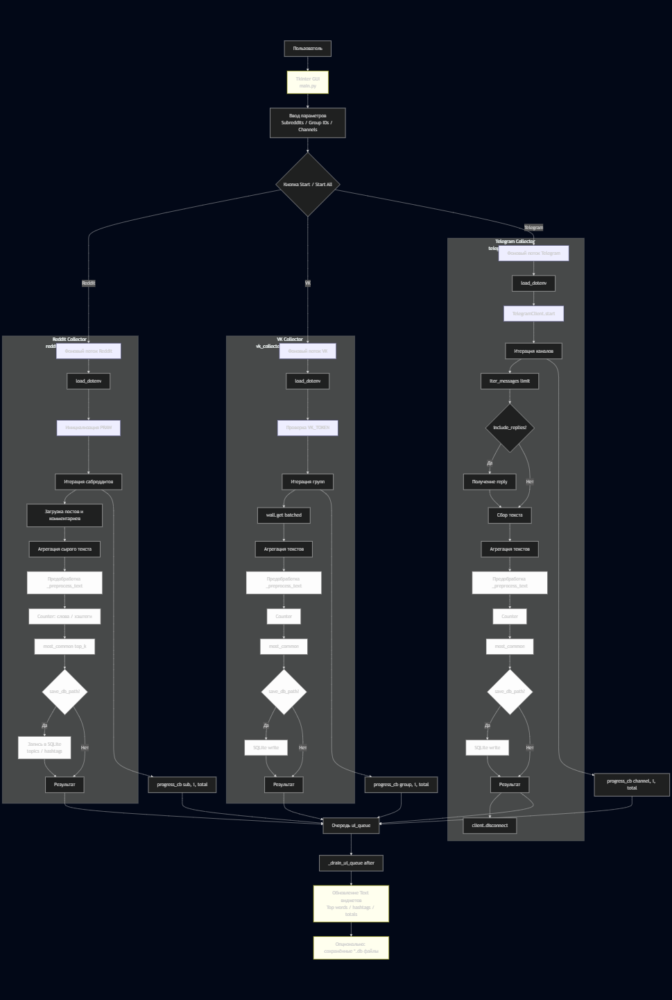 Пользователь
Tkinter GUI
main.py
Ввод параметров
Subreddits / Group IDs /
Channels
Кнопка Start / Start All
Reddit
VK
Telegram
Reddit Collector
Фоновый поток Reddit
load_dotenv
Инициализация PRAW
Итерация сабреддитов
Загрузка постов и
комментариев
Агрегация сырого текста
Предобработка
_preprocess_text
Counter: слова / хэштеги
most_common top_k
save_db_path?
Да
Нет
Запись в SQLite
topics / hashtags
Результат
progress_cb sub, i, total
VK Collector
Фоновый поток VK
load_dotenv
Проверка VK_TOKEN
Итерация групп
wall.get batched
Агрегация текстов
Предобработка
_preprocess_text
Counter
most_common
save_db_path?
Да
Нет
SQLite write
Результат
progress_cb group, i, total
Telegram Collector
Фоновый поток Telegram
load_dotenv
TelegramClient.start
Итерация каналов
iter_messages limit
include_replies?
Да
Нет
Получение reply
Сбор текста
Агрегация текстов
Предобработка
_preprocess_text
Counter
most_common
save_db_path?
Да
Нет
SQLite write
Результат
client.disconnect
progress_cb channel, i,
total
Очередь ui_queue
_drain_ui_queue after
Обновление Text
виджетов
Top words / hashtags /
totals
Опционально:
сохранённые *.db файлы